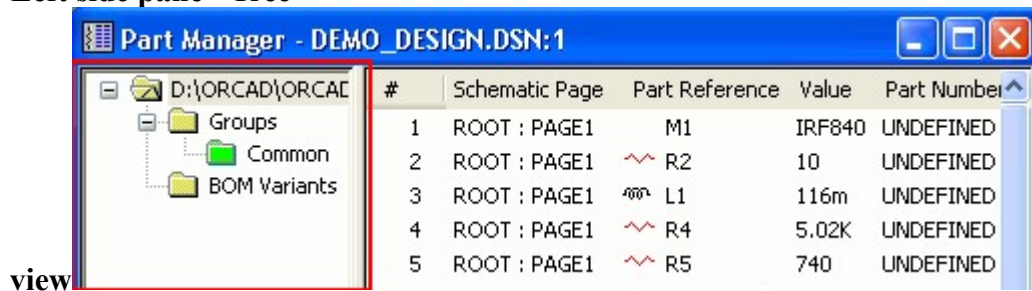 Left side pane - Tree
Part Manager - DEMO_DESIGN.DSN:1
D:\ORCAD\ORCAD
Groups
Common
BOM Variants
# Schematic Page Part Reference Value Part Number
1 ROOT : PAGE1 M1 IRF840 UNDEFINED
2 ROOT : PAGE1 R2 10 UNDEFINED
3 ROOT : PAGE1 L1 116m UNDEFINED
4 ROOT : PAGE1 R4 5.02K UNDEFINED
5 ROOT : PAGE1 R5 740 UNDEFINED
view